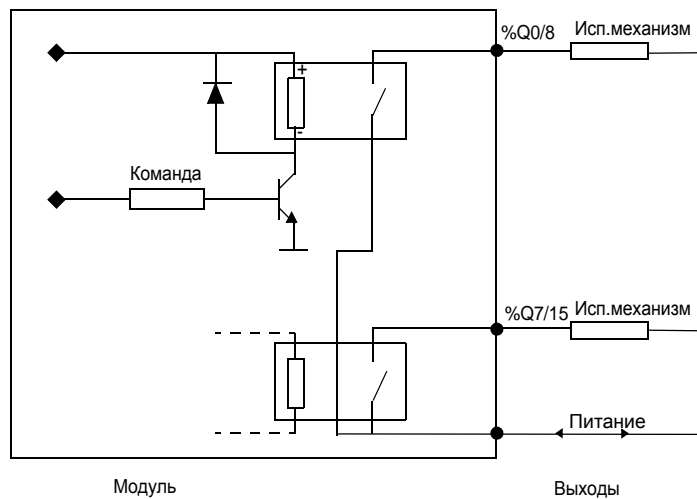 %Q0/8
Исп.механизм
+
-
Команда
%Q7/15
Исп.механизм
Питание
Модуль
Выходы